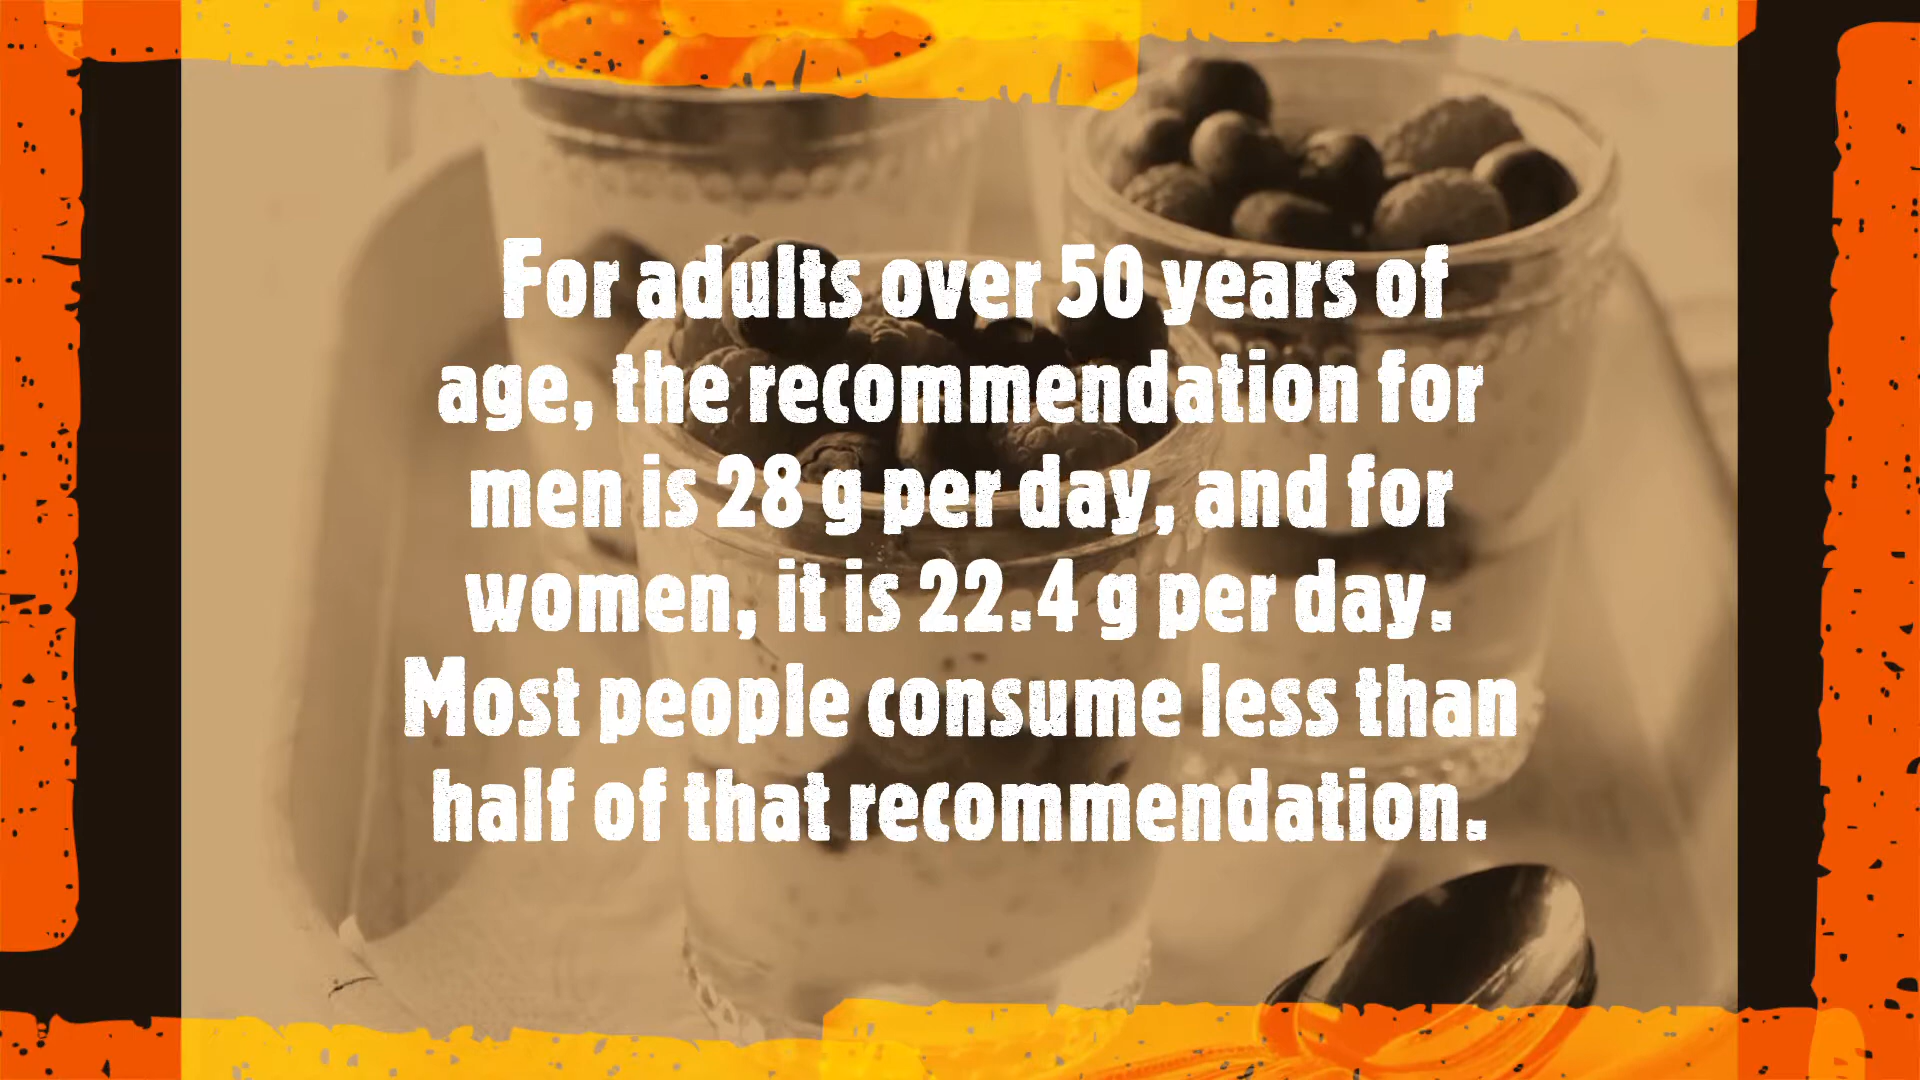 For adults over 50 years of
age, the recommendation for
men is 28 g per day, and for
women, it is 22.4 g per day.
Most people consume less than
half of that recommendation.